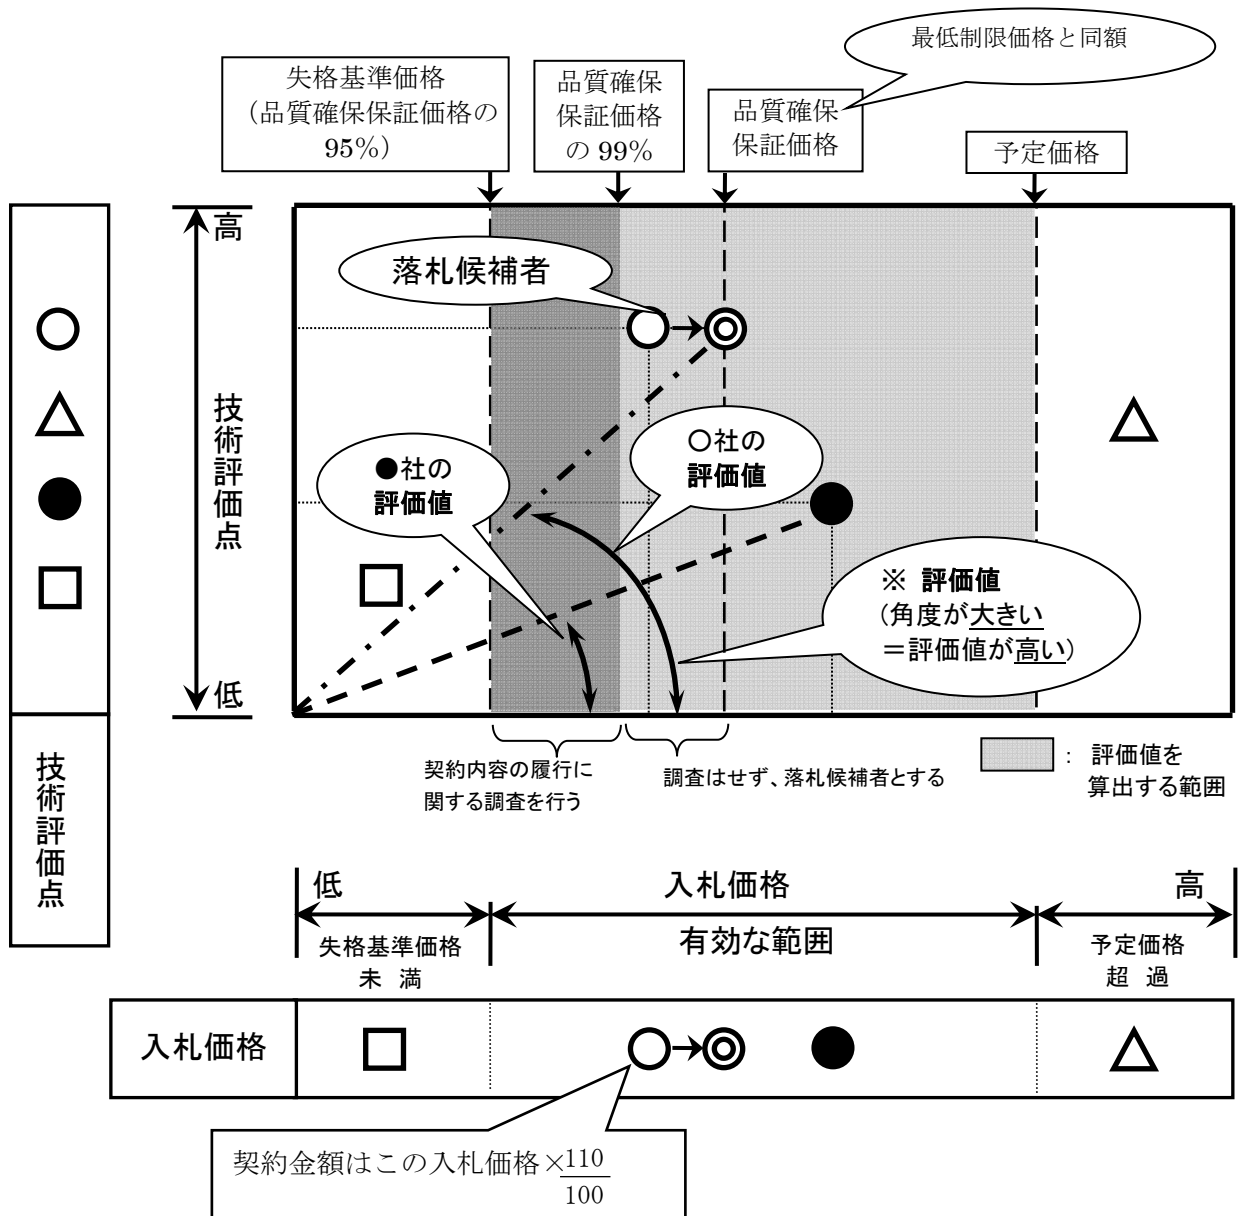 最低制限価格と同額
失格基準価格
(品質確保保証価格の
95%)
品質確保
保証価格
の 99%
品質確保
保証価格
予定価格
高
落札候補者
技術評価点
●社の
評価値
○社の
評価値
※ 評価値
(角度が大きい
＝評価値が高い)
低
技術評価点
契約内容の履行に
関する調査を行う
調査はせず、落札候補者とする
： 評価値を
算出する範囲
低
入札価格
高
失格基準価格
未 満
有効な範囲
予定価格
超 過
入札価格
契約金額はこの入札価格×110
100